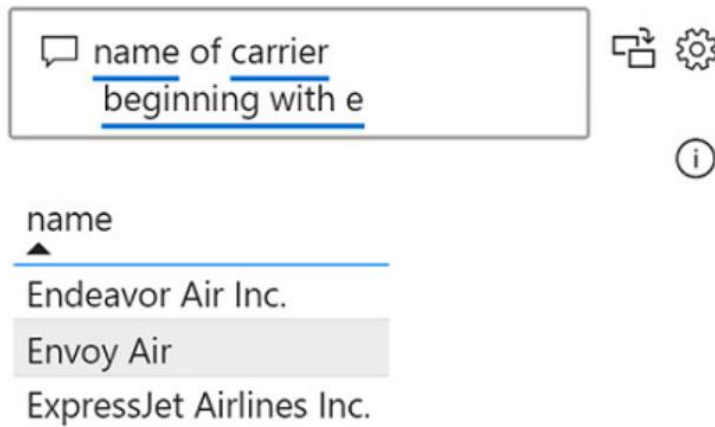 name of carrier
beginning with e
name
Endeavor Air Inc.
Envoy Air
ExpressJet Airlines Inc.